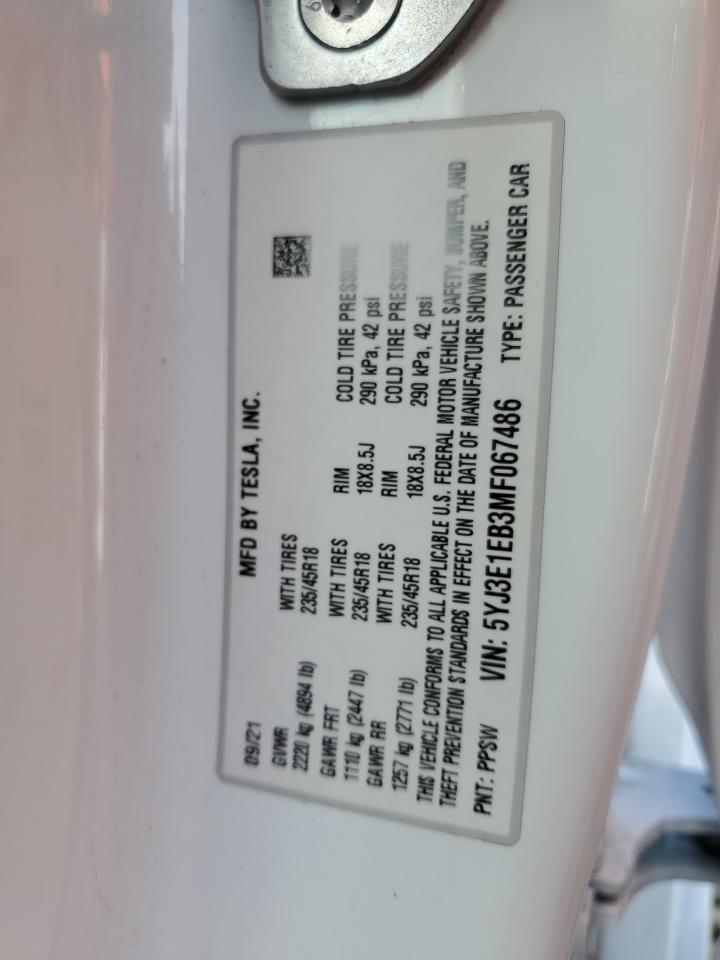 MFD BY TESLA, INC.
09/21
GVWR WITH TIRES
2220 kg (4894 lb) 235/45R18
GAWR FRT WITH TIRES RIM COLD TIRE PRESSURE
1110 kg (2447 lb) 235/45R18 18X8.5J 290 kPa, 42 psi
GAWR RR WITH TIRES RIM COLD TIRE PRESSURE
1257 kg (2771 lb) 235/45R18 18X8.5J 290 kPa, 42 psi
THIS VEHICLE CONFORMS TO ALL APPLICABLE U.S. FEDERAL MOTOR VEHICLE SAFETY, BUMPER, AND
THEFT PREVENTION STANDARDS IN EFFECT ON THE DATE OF MANUFACTURE SHOWN ABOVE.
PNT: PPSW VIN: 5YJ3E1EB3MF067486 TYPE: PASSENGER CAR